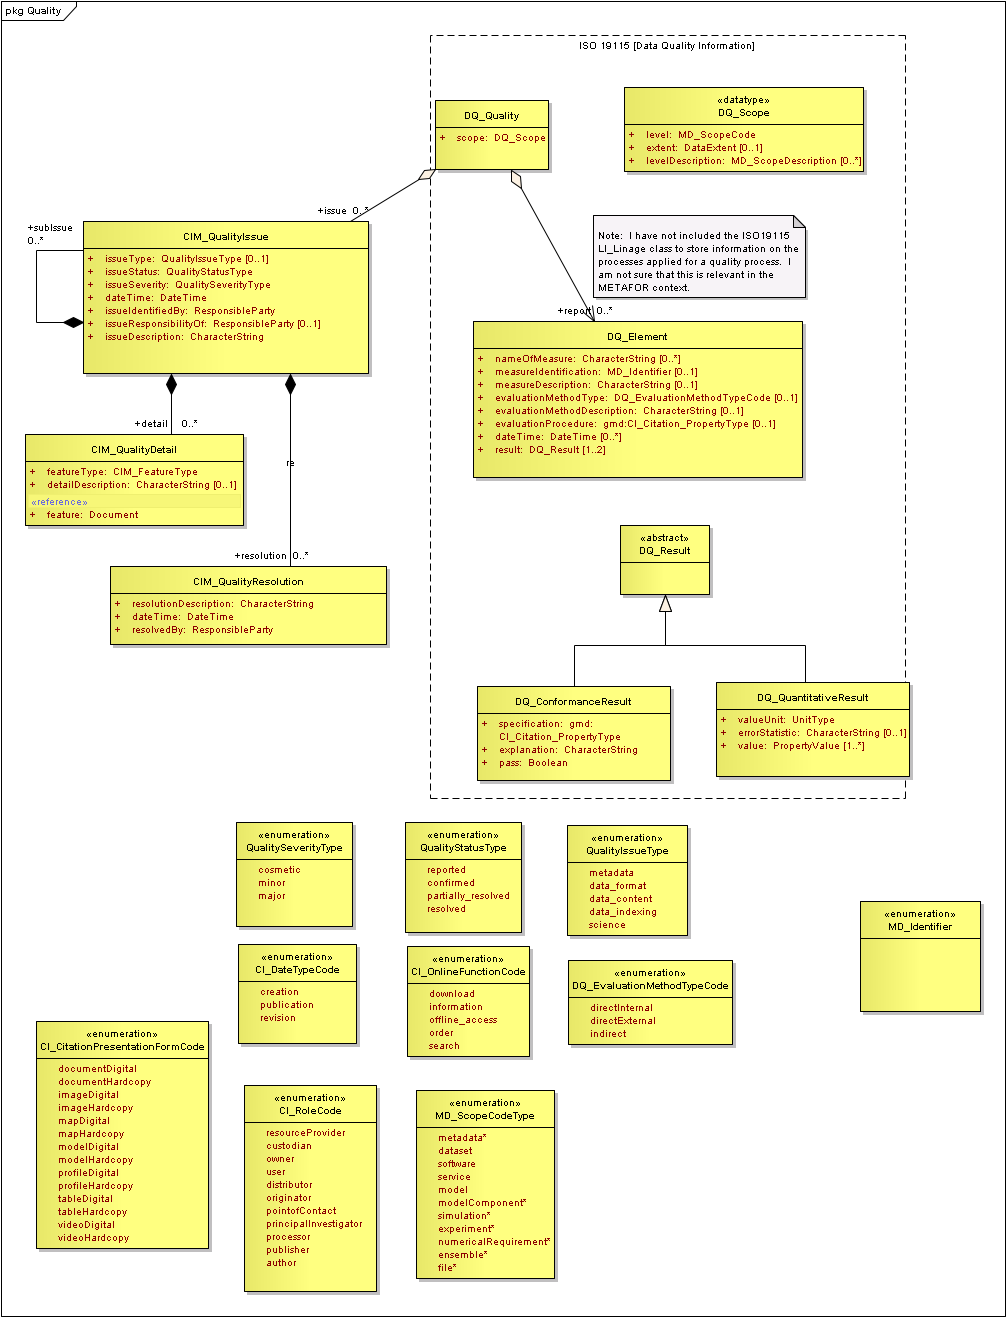 pkg Quality
ISO 19115 [Data Quality Information]
DQ_Quality
+ scope: DQ_Scope
«datatype»
DQ_Scope
+ level: MD_ScopeCode
+ extent: DataExtent [0..1]
+ levelDescription: MD_ScopeDescription [0..*]
+issue 0..*
+subIssue
0..*
CIM_QualityIssue
+ issueType: QualityIssueType [0..1]
+ issueStatus: QualityStatusType
+ issueSeverity: QualitySeverityType
+ dateTime: DateTime
+ issueIdentifiedBy: ResponsibleParty
+ issueResponsibilityOf: ResponsibleParty [0..1]
+ issueDescription: CharacterString
Note: I have not included the ISO19115
LI_Linage class to store information on the
processes applied for a quality process. I
am not sure that this is relevant in the
METAFOR context.
+report 0..*
DQ_Element
+ nameOfMeasure: CharacterString [0..*]
+ measureIdentification: MD_Identifier [0..1]
+ measureDescription: CharacterString [0..1]
+ evaluationMethodType: DQ_EvaluationMethodTypeCode [0..1]
+ evaluationMethodDescription: CharacterString [0..1]
+ evaluationProcedure: gmd:CI_Citation_PropertyType [0..1]
+ dateTime: DateTime [0..*]
+ result: DQ_Result [1..2]
+detail 0..*
CIM_QualityDetail
+ featureType: CIM_FeatureType
+ detailDescription: CharacterString [0..1]
«reference»
+ feature: Document
re
+resolution 0..*
CIM_QualityResolution
+ resolutionDescription: CharacterString
+ dateTime: DateTime
+ resolvedBy: ResponsibleParty
«abstract»
DQ_Result
DQ_ConformanceResult
+ specification: gmd:
CI_Citation_PropertyType
+ explanation: CharacterString
+ pass: Boolean
DQ_QuantitativeResult
+ valueUnit: UnitType
+ errorStatistic: CharacterString [0..1]
+ value: PropertyValue [1..*]
«enumeration»
QualitySeverityType
cosmetic
minor
major
«enumeration»
QualityStatusType
reported
confirmed
partially_resolved
resolved
«enumeration»
QualityIssueType
metadata
data_format
data_content
data_indexing
science
«enumeration»
MD_Identifier
«enumeration»
CI_DateTypeCode
creation
publication
revision
«enumeration»
CI_OnlineFunctionCode
download
information
offline_access
order
search
«enumeration»
DQ_EvaluationMethodTypeCode
directInternal
directExternal
indirect
«enumeration»
CI_CitationPresentationFormCode
documentDigital
documentHardcopy
imageDigital
imageHardcopy
mapDigital
mapHardcopy
modelDigital
modelHardcopy
profileDigital
profileHardcopy
tableDigital
tableHardcopy
videoDigital
videoHardcopy
«enumeration»
CI_RoleCode
resourceProvider
custodian
owner
user
distributor
originator
pointofContact
principalInvestigator
processor
publisher
author
«enumeration»
MD_ScopeCodeType
metadata*
dataset
software
service
model
modelComponent*
simulation*
experiment*
numericalRequirement*
ensemble*
file*